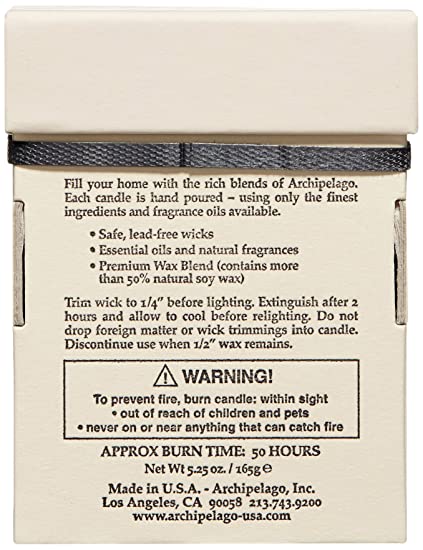 Fill your home with the rich blends of Archipelago.
Each candle is hand poured – using only the finest
ingredients and fragrance oils available.
• Safe, lead-free wicks
• Essential oils and natural fragrances
• Premium Wax Blend (contains more
than 50% natural soy wax)
Trim wick to 1/4" before lighting. Extinguish after 2
hours and allow to cool before relighting. Do not
drop foreign matter or wick trimmings into candle.
Discontinue use when 1/2" wax remains.
⚠ WARNING!
To prevent fire, burn candle: within sight
• out of reach of children and pets
• never on or near anything that can catch fire
APPROX BURN TIME: 50 HOURS
Net Wt 5.25 oz. / 165g ℮
Made in U.S.A. - Archipelago, Inc.
Los Angeles, CA 90058 213.743.9200
www.archipelago-usa.com